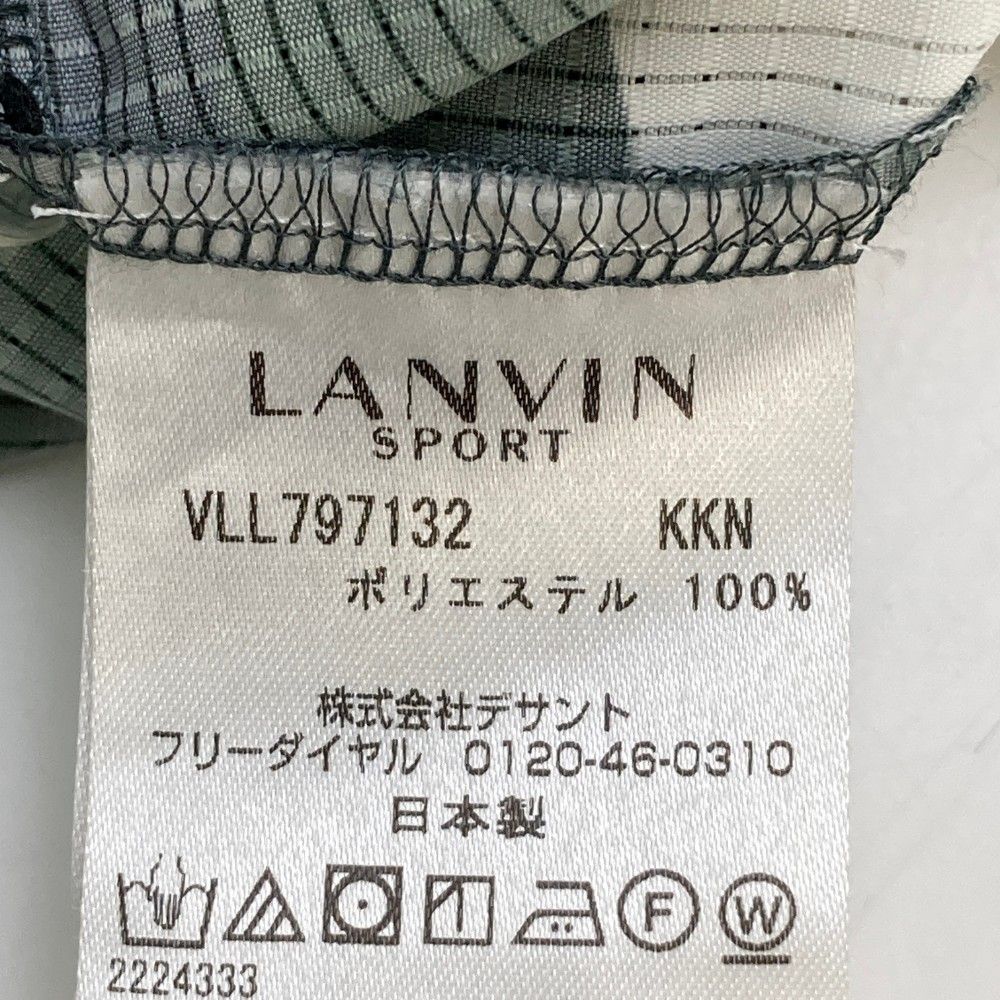 LANVIN
SPORT
VLL797132 KKN
ポリエステル 100%
株式会社デサント
フリーダイヤル 0120-46-0310
日本製
F W
2224333